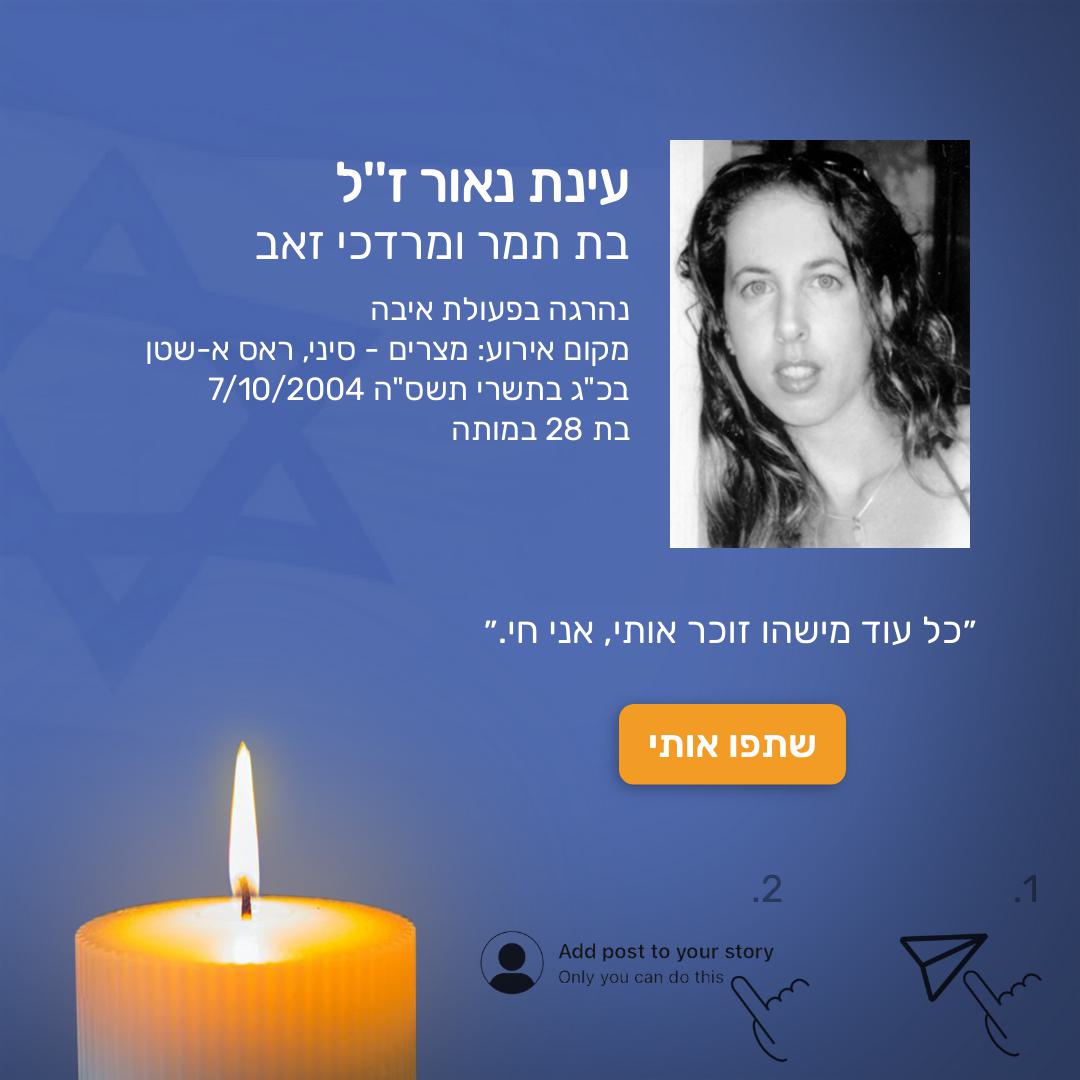 עינת נאור ז"ל
בת תמר ומרדכי זאב
נהרגה בפעולת איבה
מקום אירוע: מצרים - סיני, ראס א-שטן
בכ"ג בתשרי תשס"ה 7/10/2004
בת 28 במותה
"כל עוד מישהו זוכר אותי, אני חי."
שתפו אותי
1.
2.
Add post to your story
Only you can do this